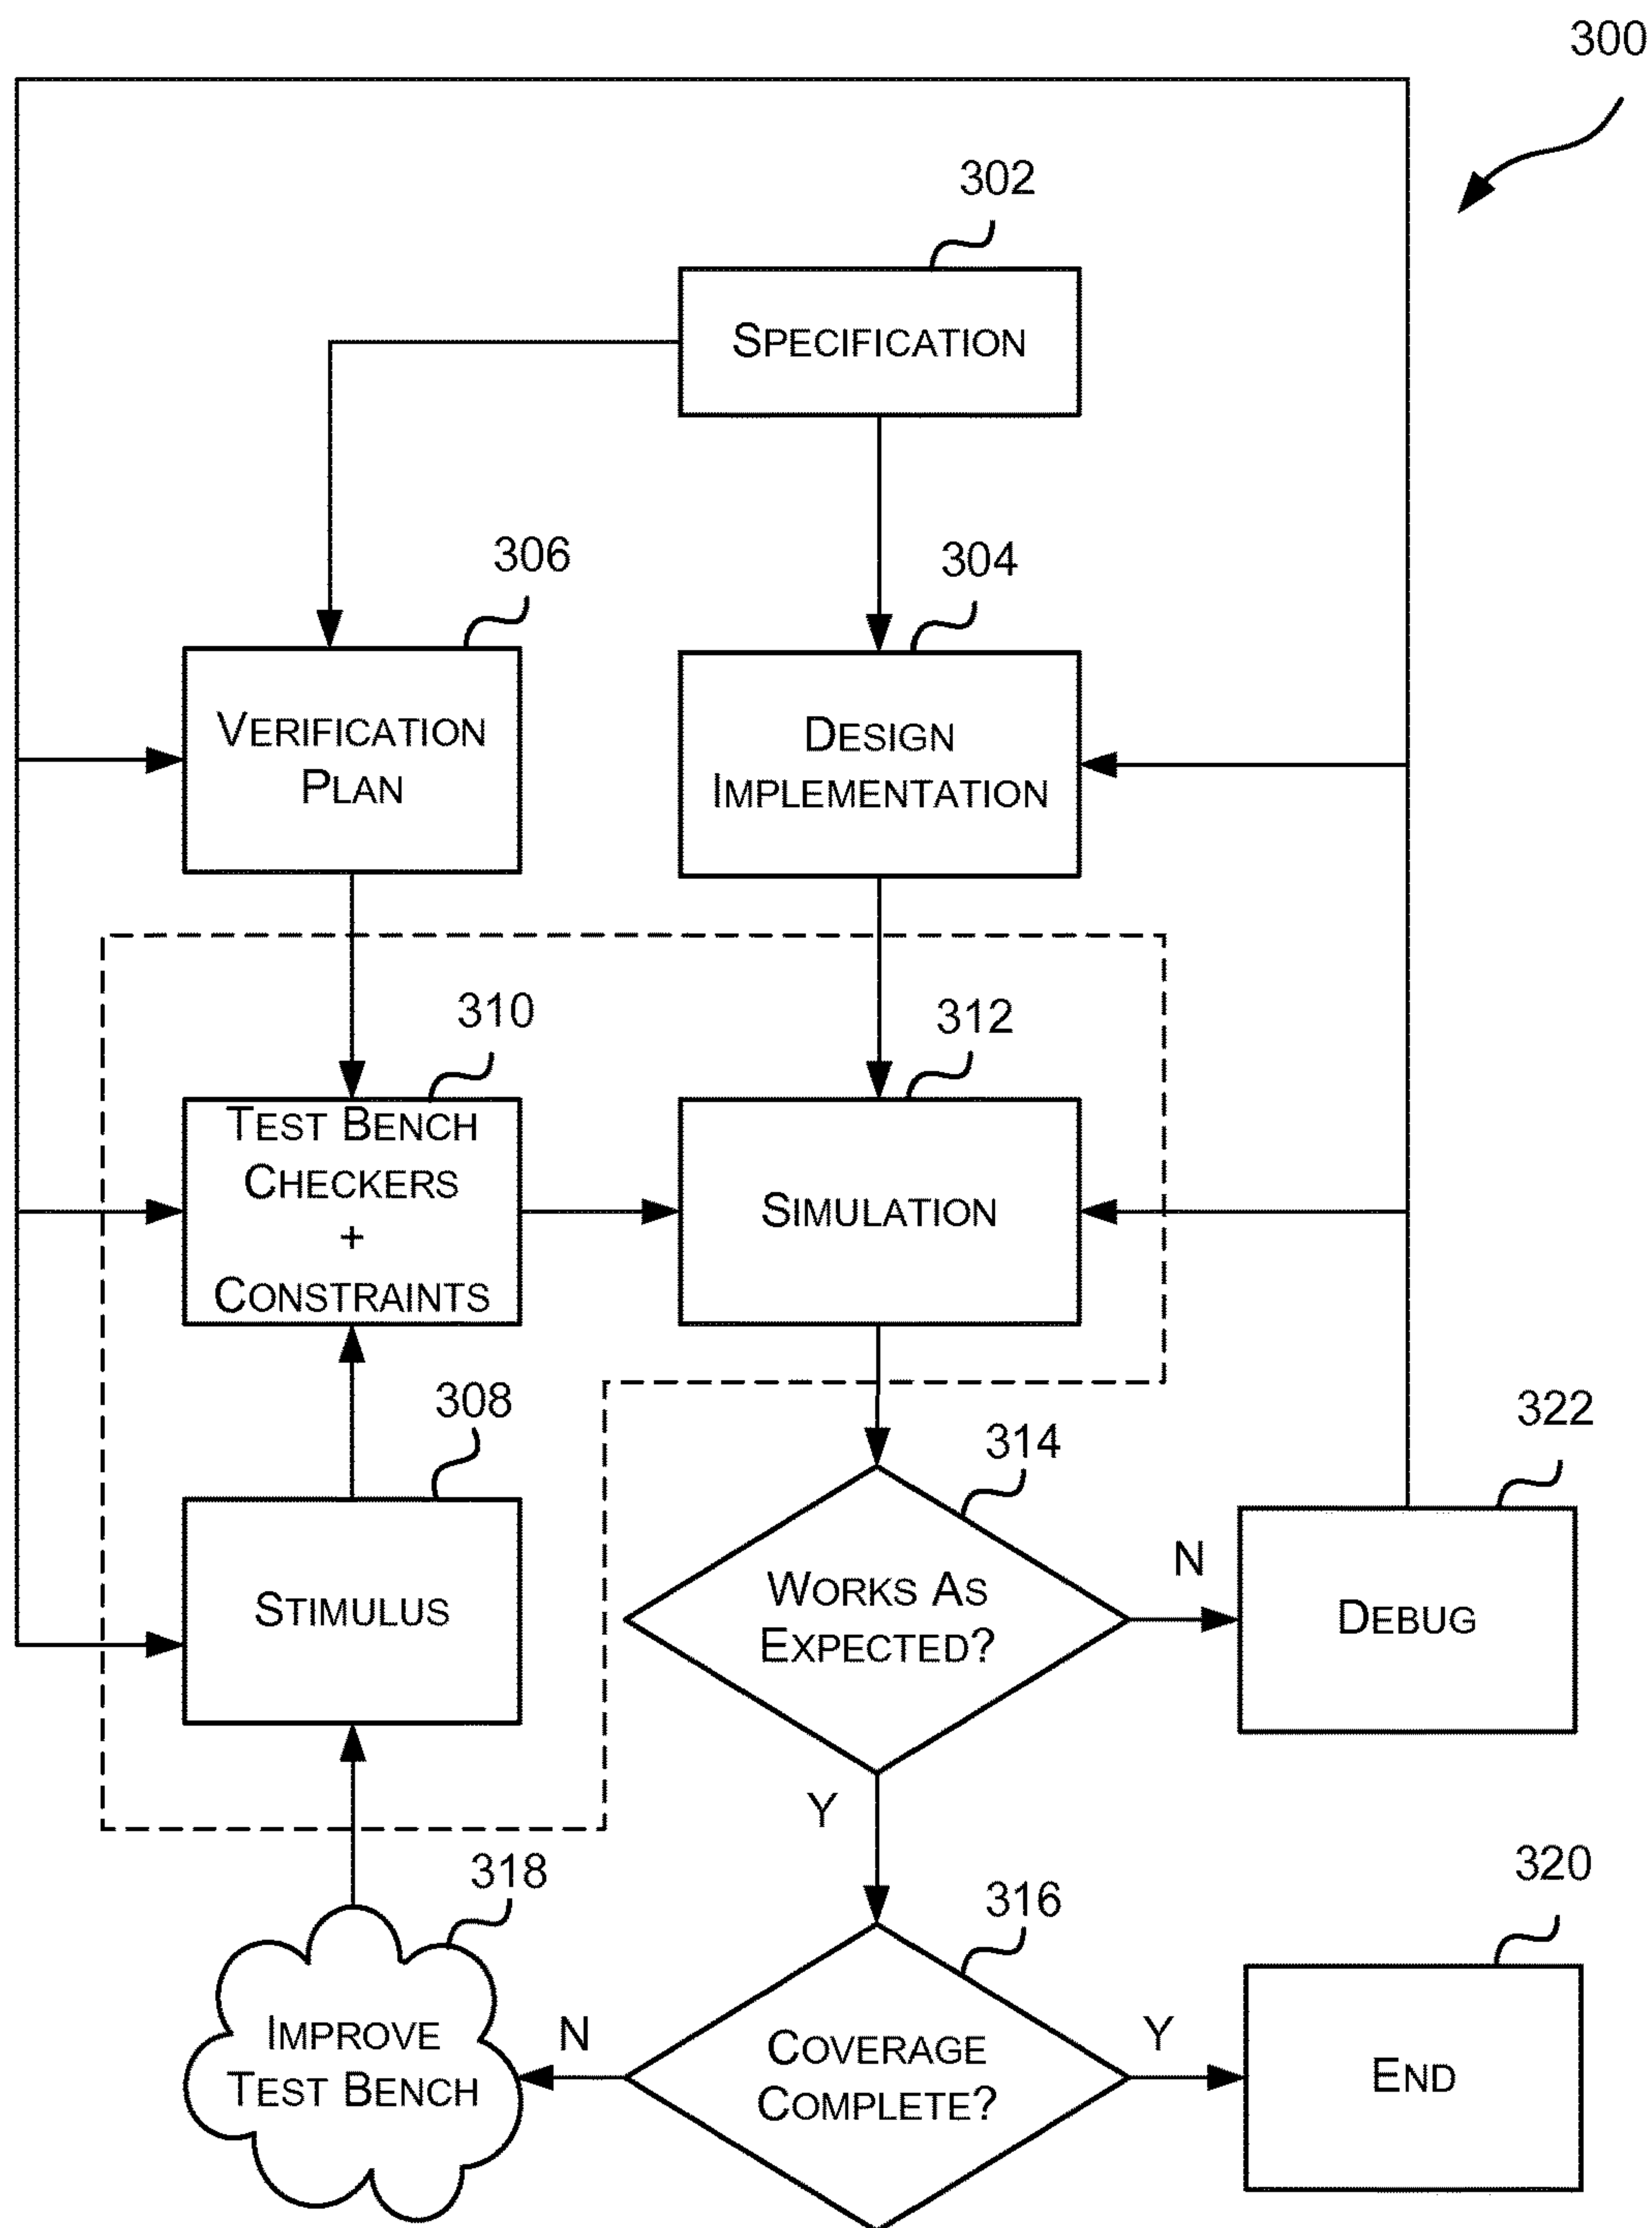 300
302
SPECIFICATION
306
304
VERIFICATION
PLAN
DESIGN
IMPLEMENTATION
310
312
TEST BENCH
CHECKERS
+
CONSTRAINTS
SIMULATION
308
314
322
STIMULUS
WORKS AS
EXPECTED?
N
DEBUG
Y
318
316
320
IMPROVE
TEST BENCH
N
COVERAGE
COMPLETE?
Y
END